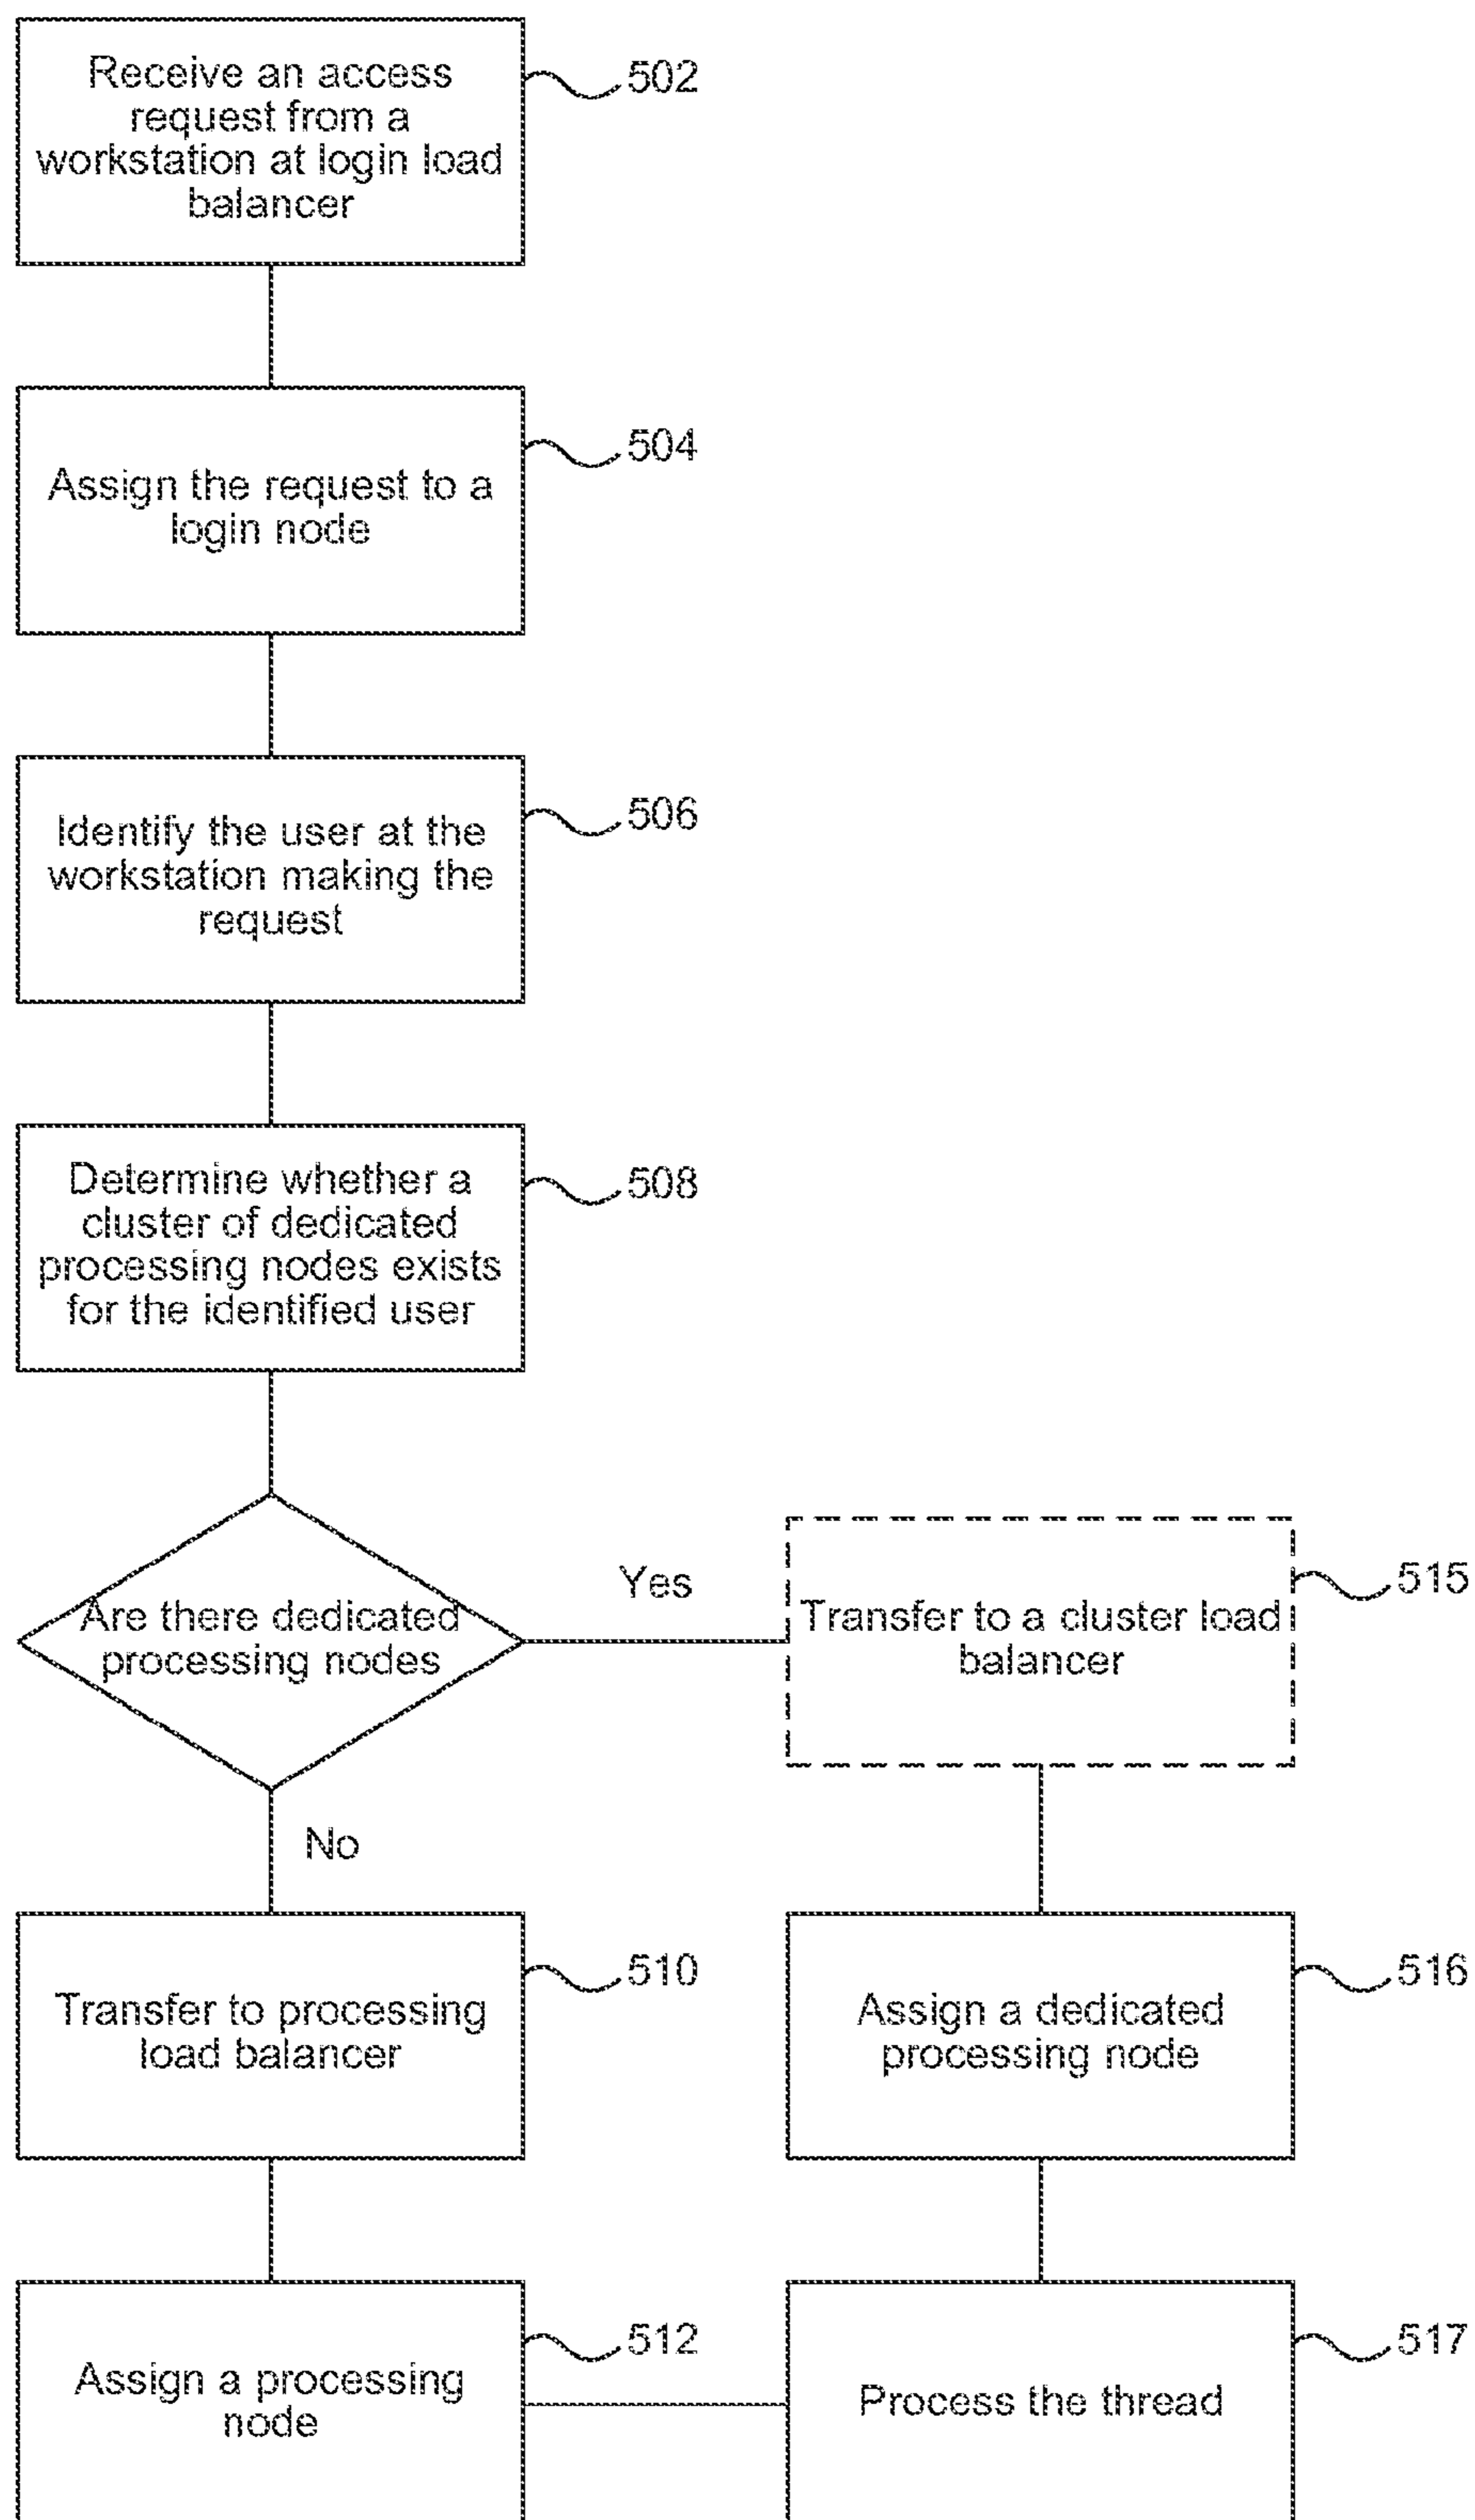 Receive an access
request from a
workstation at login load
balancer
502
Assign the request to a
login node
504
Identify the user at the
workstation making the
request
506
Determine whether a
cluster of dedicated
processing nodes exists
for the identified user
508
Are there dedicated
processing nodes
Yes
Transfer to a cluster load
balancer
515
No
Transfer to processing
load balancer
510
Assign a dedicated
processing node
516
Assign a processing
node
512
Process the thread
517